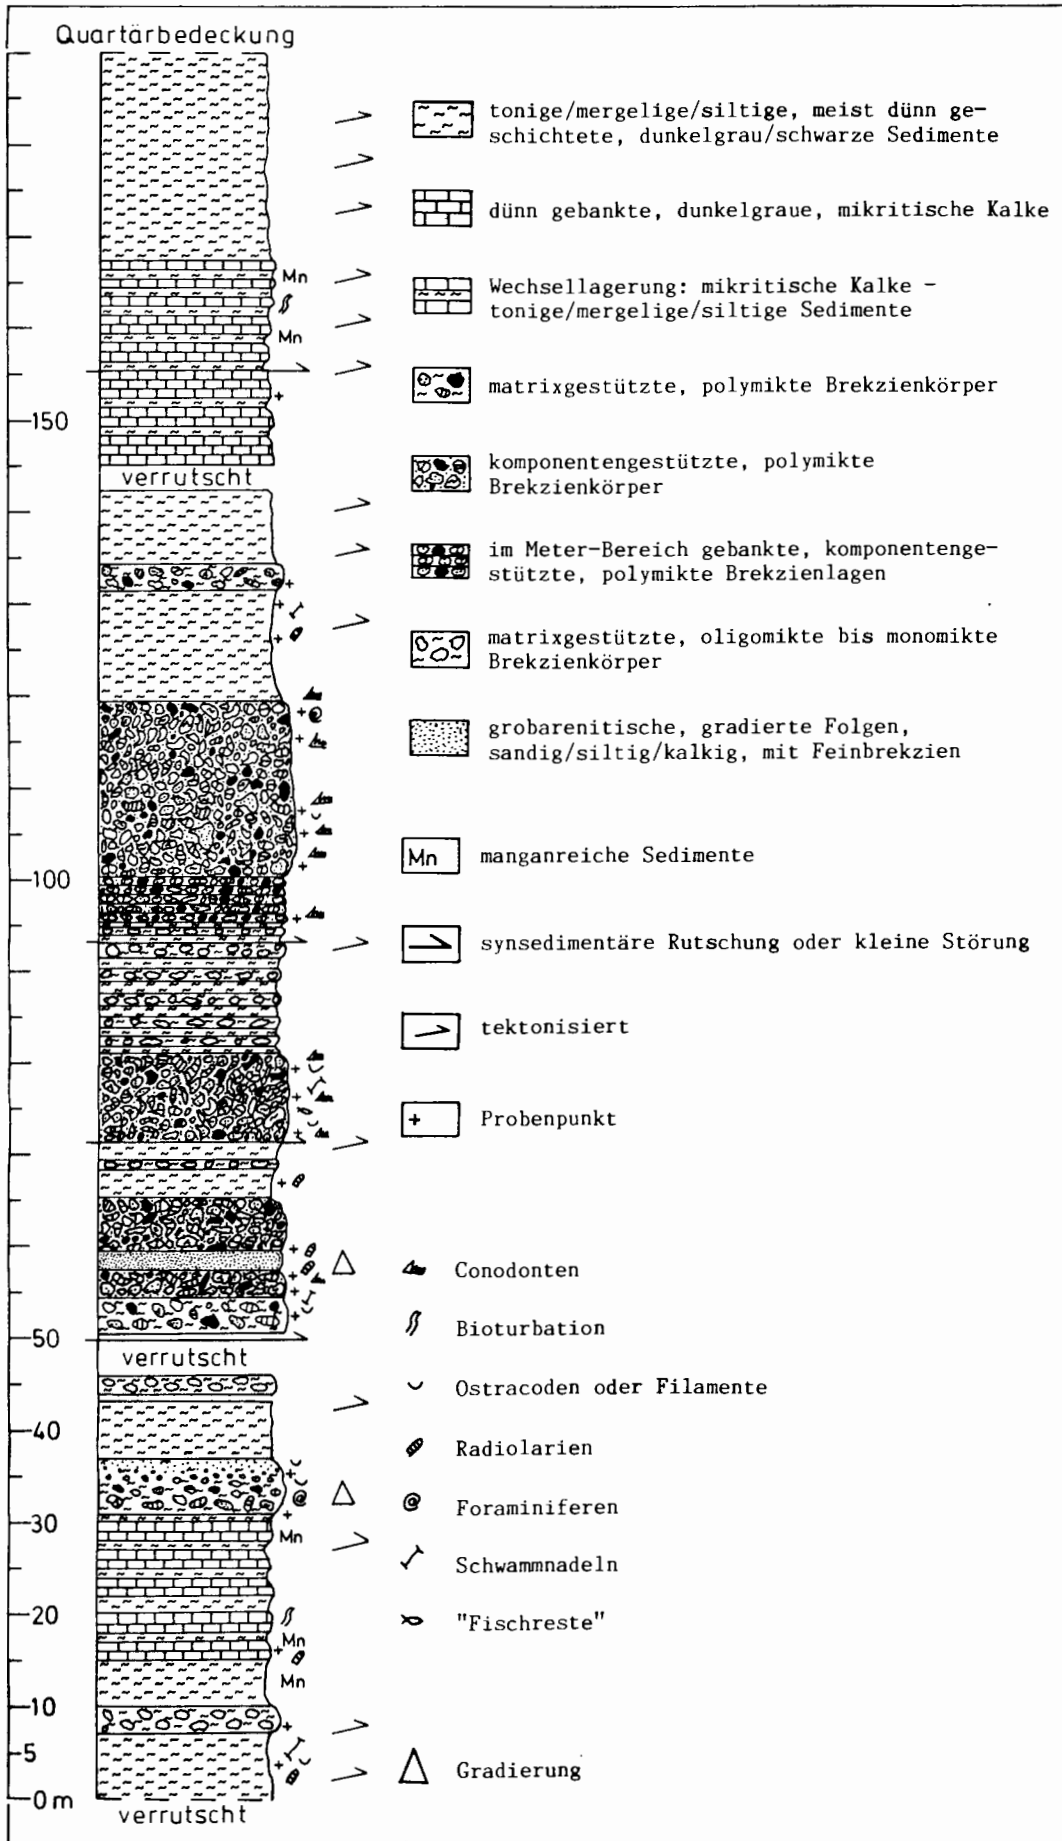 Quartärbedeckung
tonige/mergelige/siltige, meist dünn ge-
schichtete, dunkelgrau/schwarze Sedimente
dünn gebankte, dunkelgraue, mikritische Kalke
Mn
Wechsellagerung: mikritische Kalke -
tonige/mergelige/siltige Sedimente
Mn
matrixgestützte, polymikte Brekzienkörper
150
komponentengestützte, polymikte
Brekzienkörper
verrutscht
im Meter-Bereich gebankte, komponentenge-
stützte, polymikte Brekzienlagen
matrixgestützte, oligomikte bis monomikte
Brekzienkörper
grobarenitische, gradierte Folgen,
sandig/siltig/kalkig, mit Feinbrekzien
Mn manganreiche Sedimente
100
synsedimentäre Rutschung oder kleine Störung
tektonisiert
+ Probenpunkt
Conodonten
Bioturbation
50
verrutscht
Ostracoden oder Filamente
40
Radiolarien
Foraminiferen
30
Mn
Schwammnadeln
20
"Fischreste"
Mn
Mn
10
5
Gradierung
0 m
verrutscht